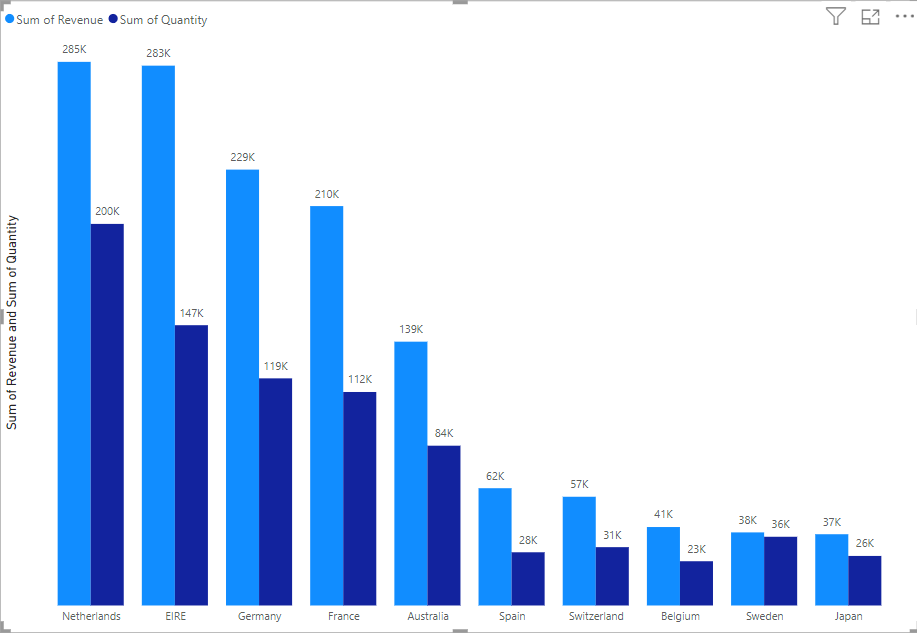 Sum of Revenue Sum of Quantity
Sum of Revenue and Sum of Quantity
285K
200K
283K
147K
229K
119K
210K
112K
139K
84K
62K
28K
57K
31K
41K
23K
38K
36K
37K
26K
Netherlands EIRE Germany France Australia Spain Switzerland Belgium Sweden Japan